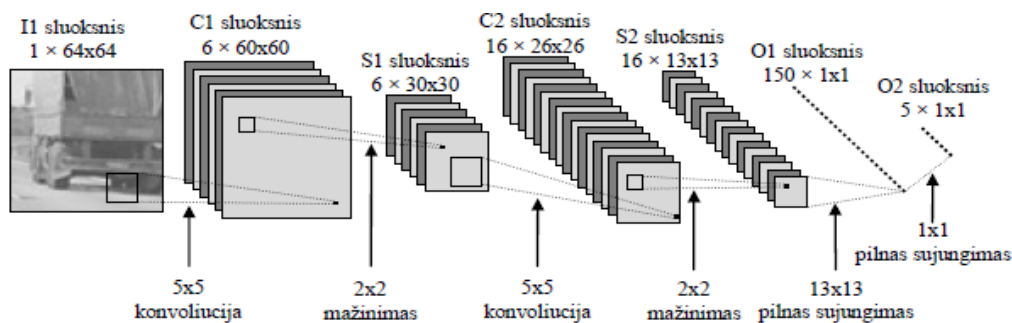 I1 sluoksnis
1 × 64x64
C1 sluoksnis
6 × 60x60
S1 sluoksnis
6 × 30x30
C2 sluoksnis
16 × 26x26
S2 sluoksnis
16 × 13x13
O1 sluoksnis
150 × 1x1
O2 sluoksnis
5 × 1x1
5x5
konvoliucija
2x2
mažinimas
5x5
konvoliucija
2x2
mažinimas
13x13
pilnas sujungimas
1x1
pilnas sujungimas